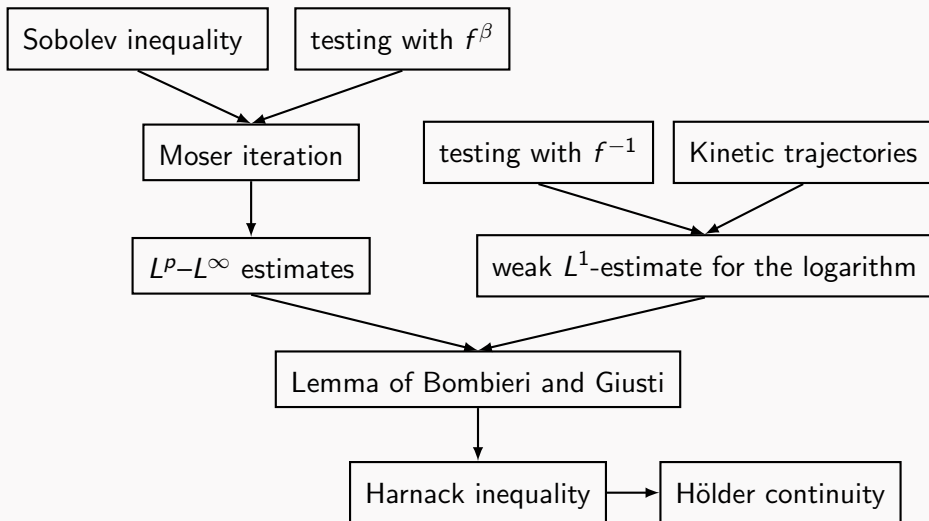 Sobolev inequality
testing with f^β
Moser iteration
testing with f^{-1}
Kinetic trajectories
L^p–L^∞ estimates
weak L^1-estimate for the logarithm
Lemma of Bombieri and Giusti
Harnack inequality
Hölder continuity